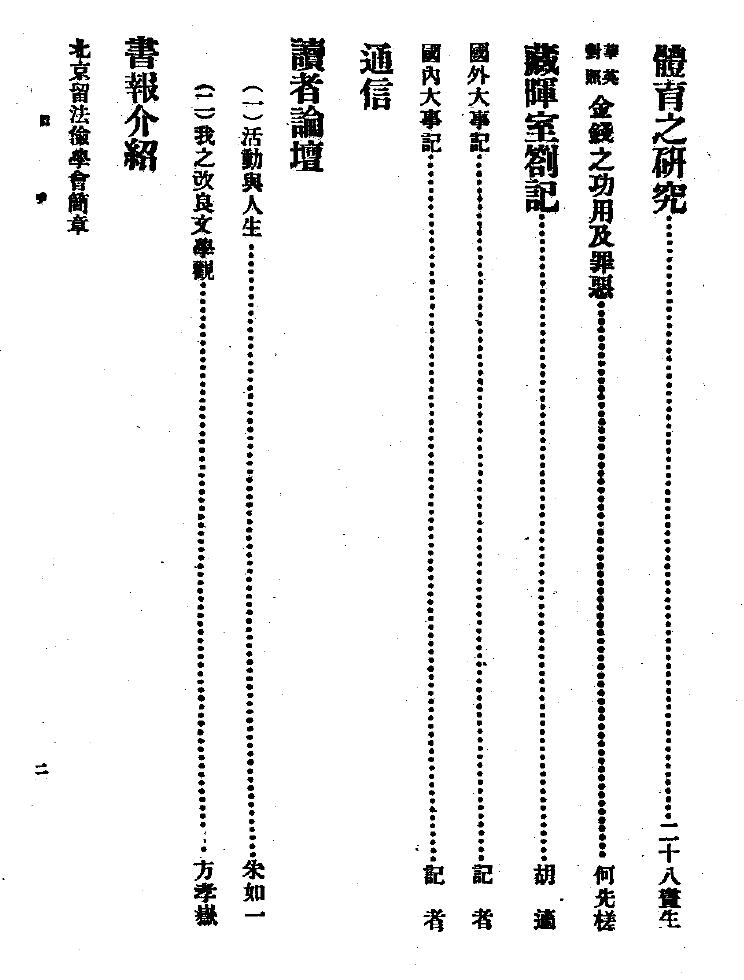 體育之研究……二十八畫生
英華對照 金錢之功用及罪惡……何先槎
藏暉室劄記……胡適
國外大事記……記者
國內大事記……記者
通信
讀者論壇
(一)活動與人生……朱如一
(二)我之改良文學觀……方孝嶽
書報介紹
北京留法儉學會簡章
二